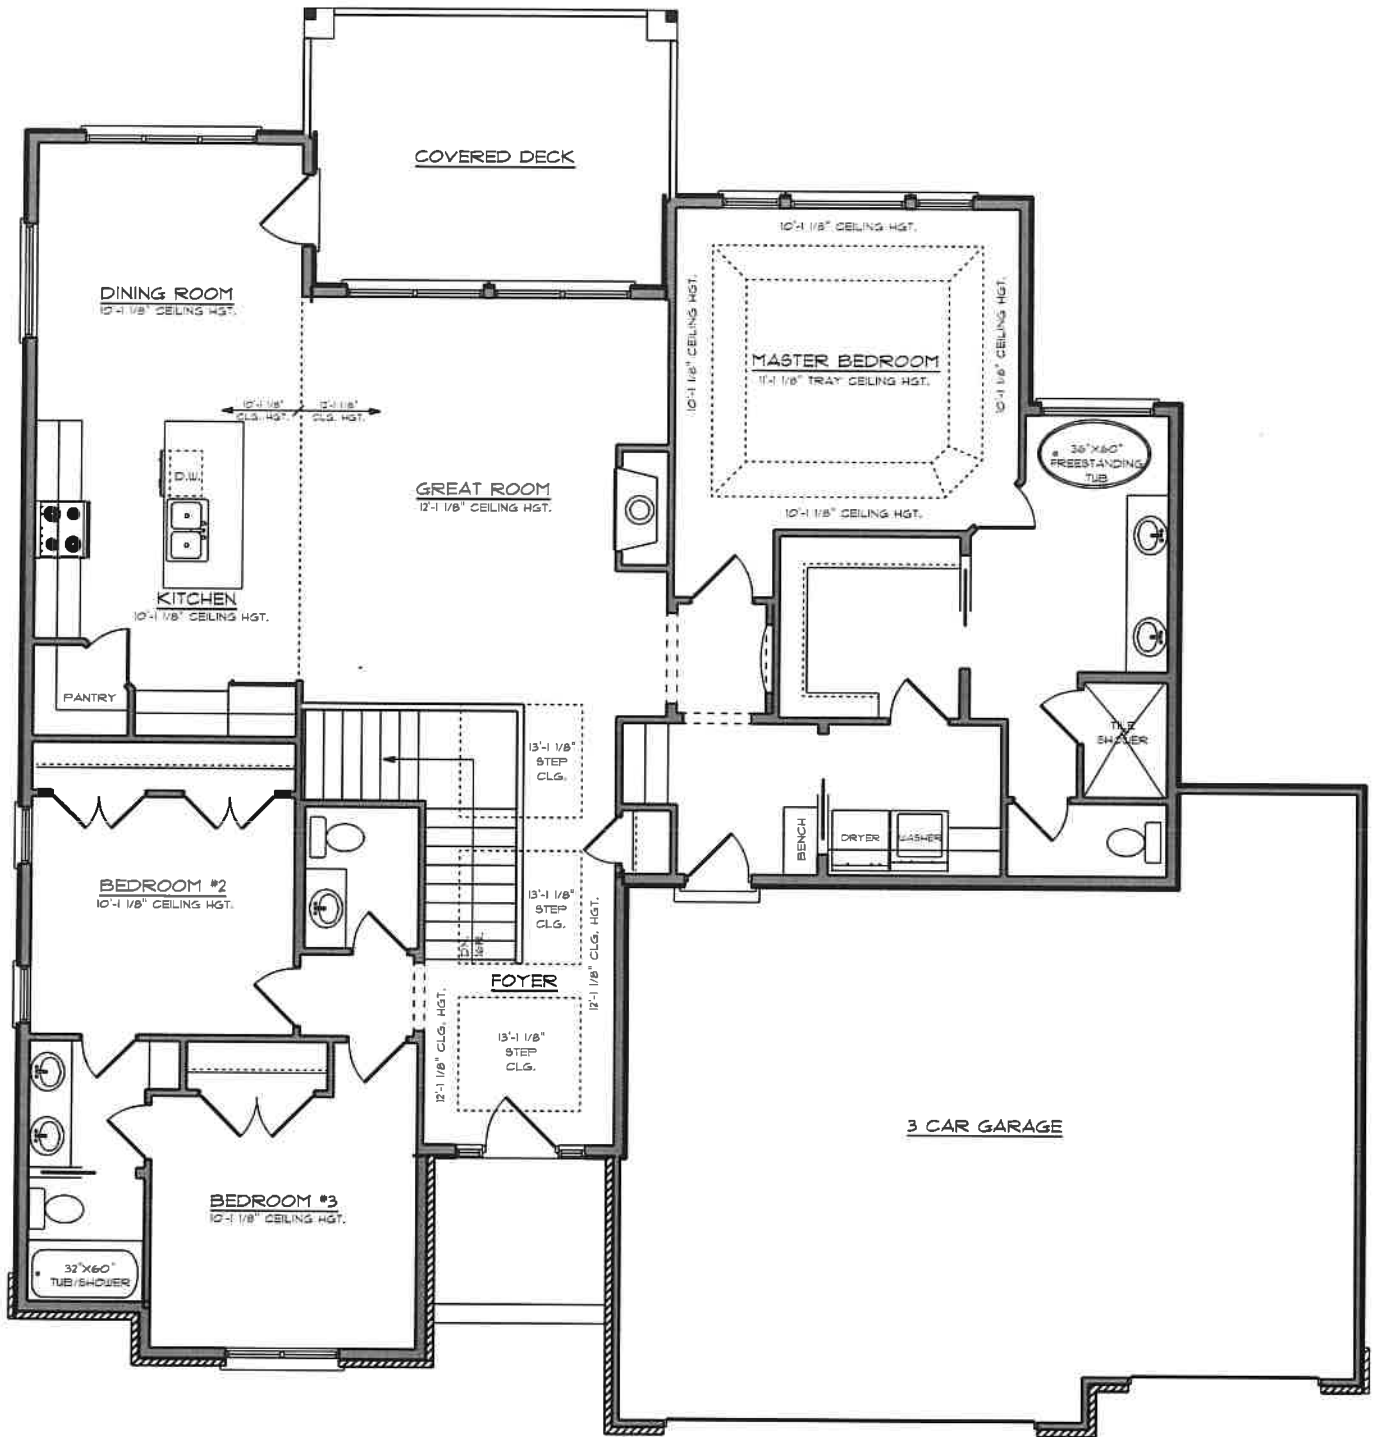 COVERED DECK
10'-1 1/8" CEILING HGT.
DINING ROOM
10'-1 1/8" CEILING HGT.
10'-1 1/8" CEILING HGT.
10'-1 1/8" CEILING HGT.
MASTER BEDROOM
11'-1 1/8" TRAY CEILING HGT.
10'-1 1/8"
CLG. HGT.
12'-1 1/8"
CLG. HGT.
36"X60"
FREESTANDING
TUB
D.W.
GREAT ROOM
12'-1 1/8" CEILING HGT.
10'-1 1/8" CEILING HGT.
KITCHEN
10'-1 1/8" CEILING HGT.
PANTRY
TILE
SHOWER
13'-1 1/8"
STEP
CLG.
BENCH
DRYER
WASHER
BEDROOM #2
10'-1 1/8" CEILING HGT.
13'-1 1/8"
STEP
CLG.
12'-1 1/8" CLG. HGT.
DN.
FOYER
12'-1 1/8" CLG. HGT.
13'-1 1/8"
STEP
CLG.
3 CAR GARAGE
BEDROOM #3
10'-1 1/8" CEILING HGT.
32"X60"
TUB/SHOWER